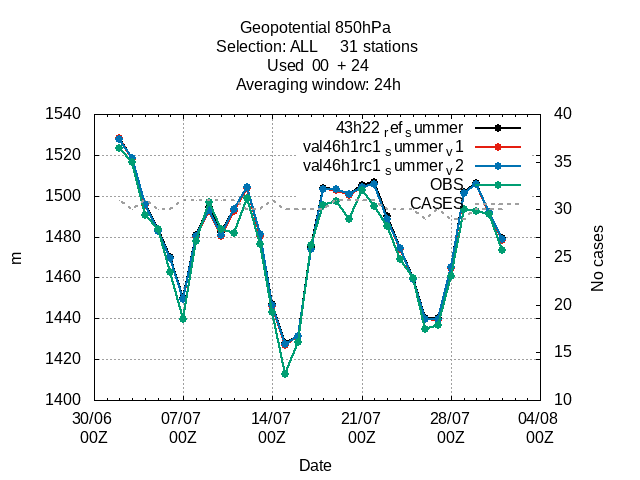 Geopotential 850hPa
Selection: ALL 31 stations
Used 00 + 24
Averaging window: 24h
43h22 ref summer
val46h1rc1 summer v1
val46h1rc1 summer v2
OBS
CASES
1540
1520
1500
1480
1460
1440
1420
1400
40
35
30
25
20
15
10
m
No cases
30/06 07/07 14/07 21/07 28/07 04/08
00Z 00Z 00Z 00Z 00Z 00Z
Date